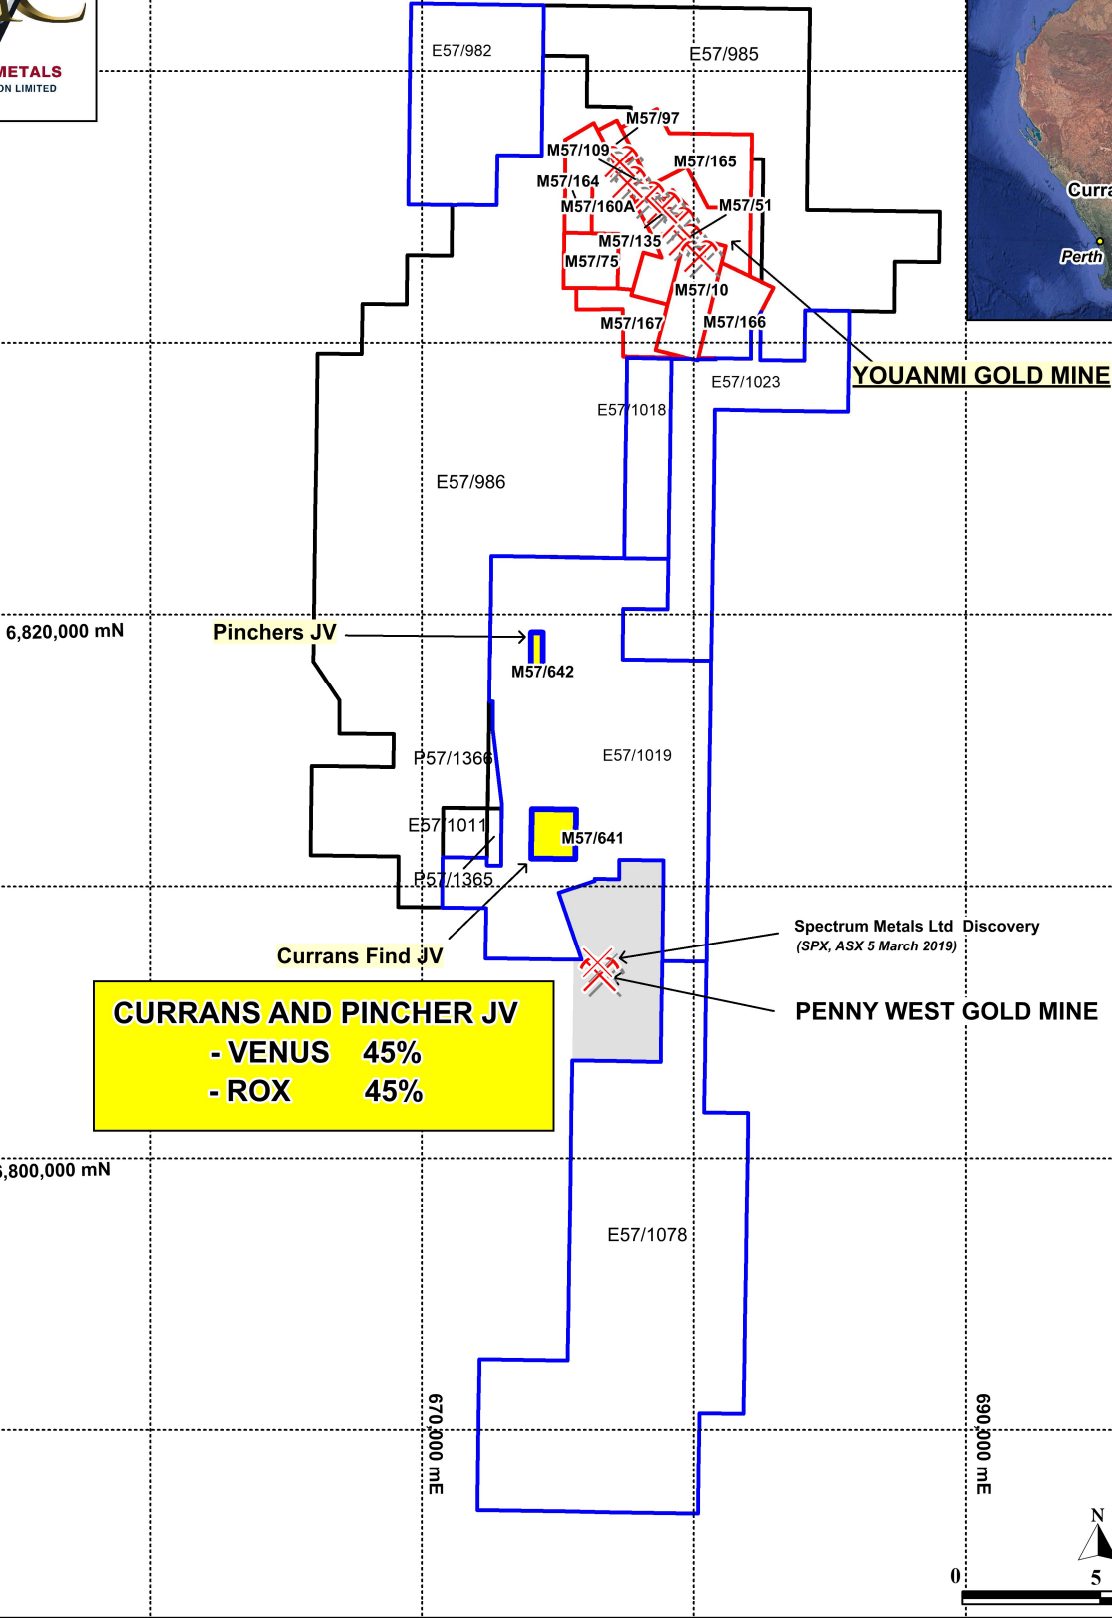 METALS
ON LIMITED
E57/982
E57/985
M57/97
M57/109
M57/165
M57/164
M57/160A
M57/51
M57/135
M57/75
M57/10
M57/167
M57/166
Curra
Perth
YOUANMI GOLD MINE
E57/1023
E57/1018
E57/986
6,820,000 mN
Pinchers JV
M57/642
E57/1019
P57/1366
E57/1011
M57/641
P57/1365
Currans Find JV
Spectrum Metals Ltd Discovery
(SPX, ASX 5 March 2019)
PENNY WEST GOLD MINE
CURRANS AND PINCHER JV
- VENUS 45%
- ROX 45%
6,800,000 mN
E57/1078
670,000 mE
690,000 mE
N
0 5